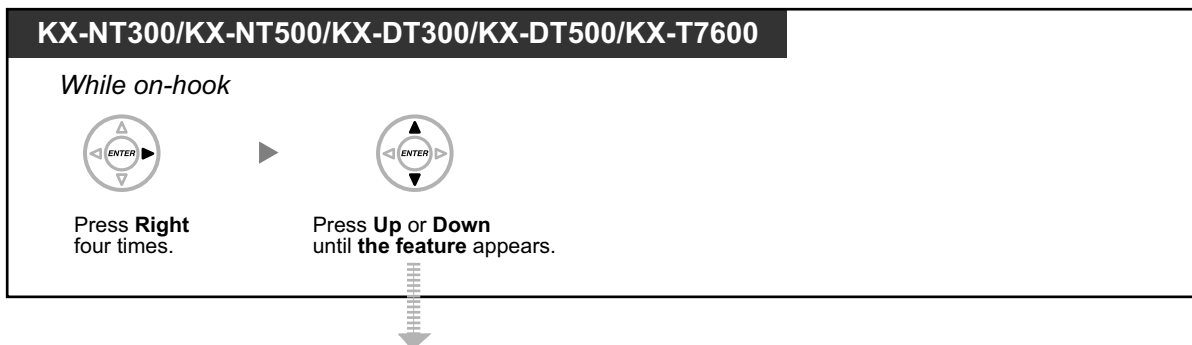 KX-NT300/KX-NT500/KX-DT300/KX-DT500/KX-T7600
While on-hook
ENTER
ENTER
Press Right
four times.
Press Up or Down
until the feature appears.